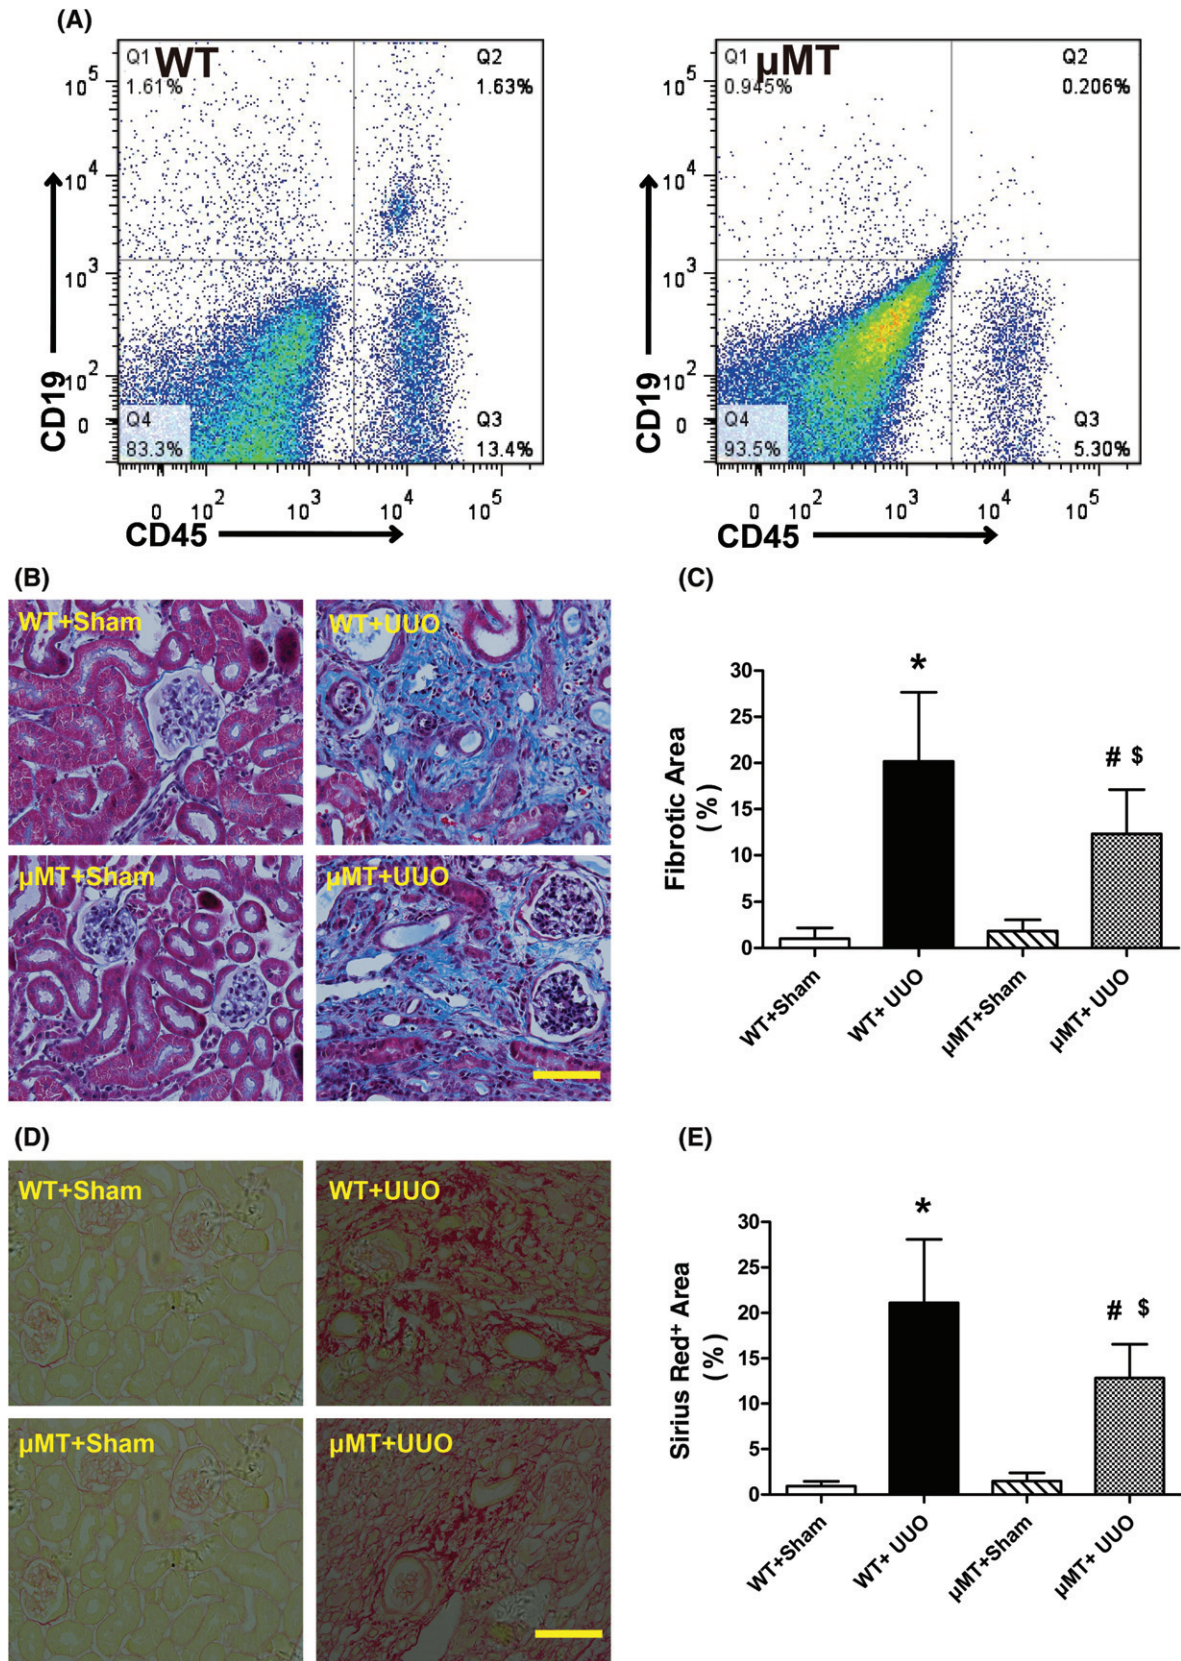 (A)
Q1 WT
1.61%
Q2
1.63%
Q4
83.3%
Q3
13.4%
10^5
10^4
10^3
10^2
0
CD19
0 10^2 10^3 10^4 10^5
CD45
Q1 μMT
0.945%
Q2
0.206%
Q4
93.5%
Q3
5.30%
10^5
10^4
10^3
10^2
0
CD19
0 10^2 10^3 10^4 10^5
CD45
(B)
WT+Sham
WT+UUO
μMT+Sham
μMT+UUO
(C)
Fibrotic Area
(%)
30
25
20
15
10
5
0
*
# $
WT+Sham
WT+ UUO
μMT+Sham
μMT+ UUO
(D)
WT+Sham
WT+UUO
μMT+Sham
μMT+UUO
(E)
Sirius Red⁺ Area
(%)
30
25
20
15
10
5
0
*
# $
WT+Sham
WT+ UUO
μMT+Sham
μMT+ UUO